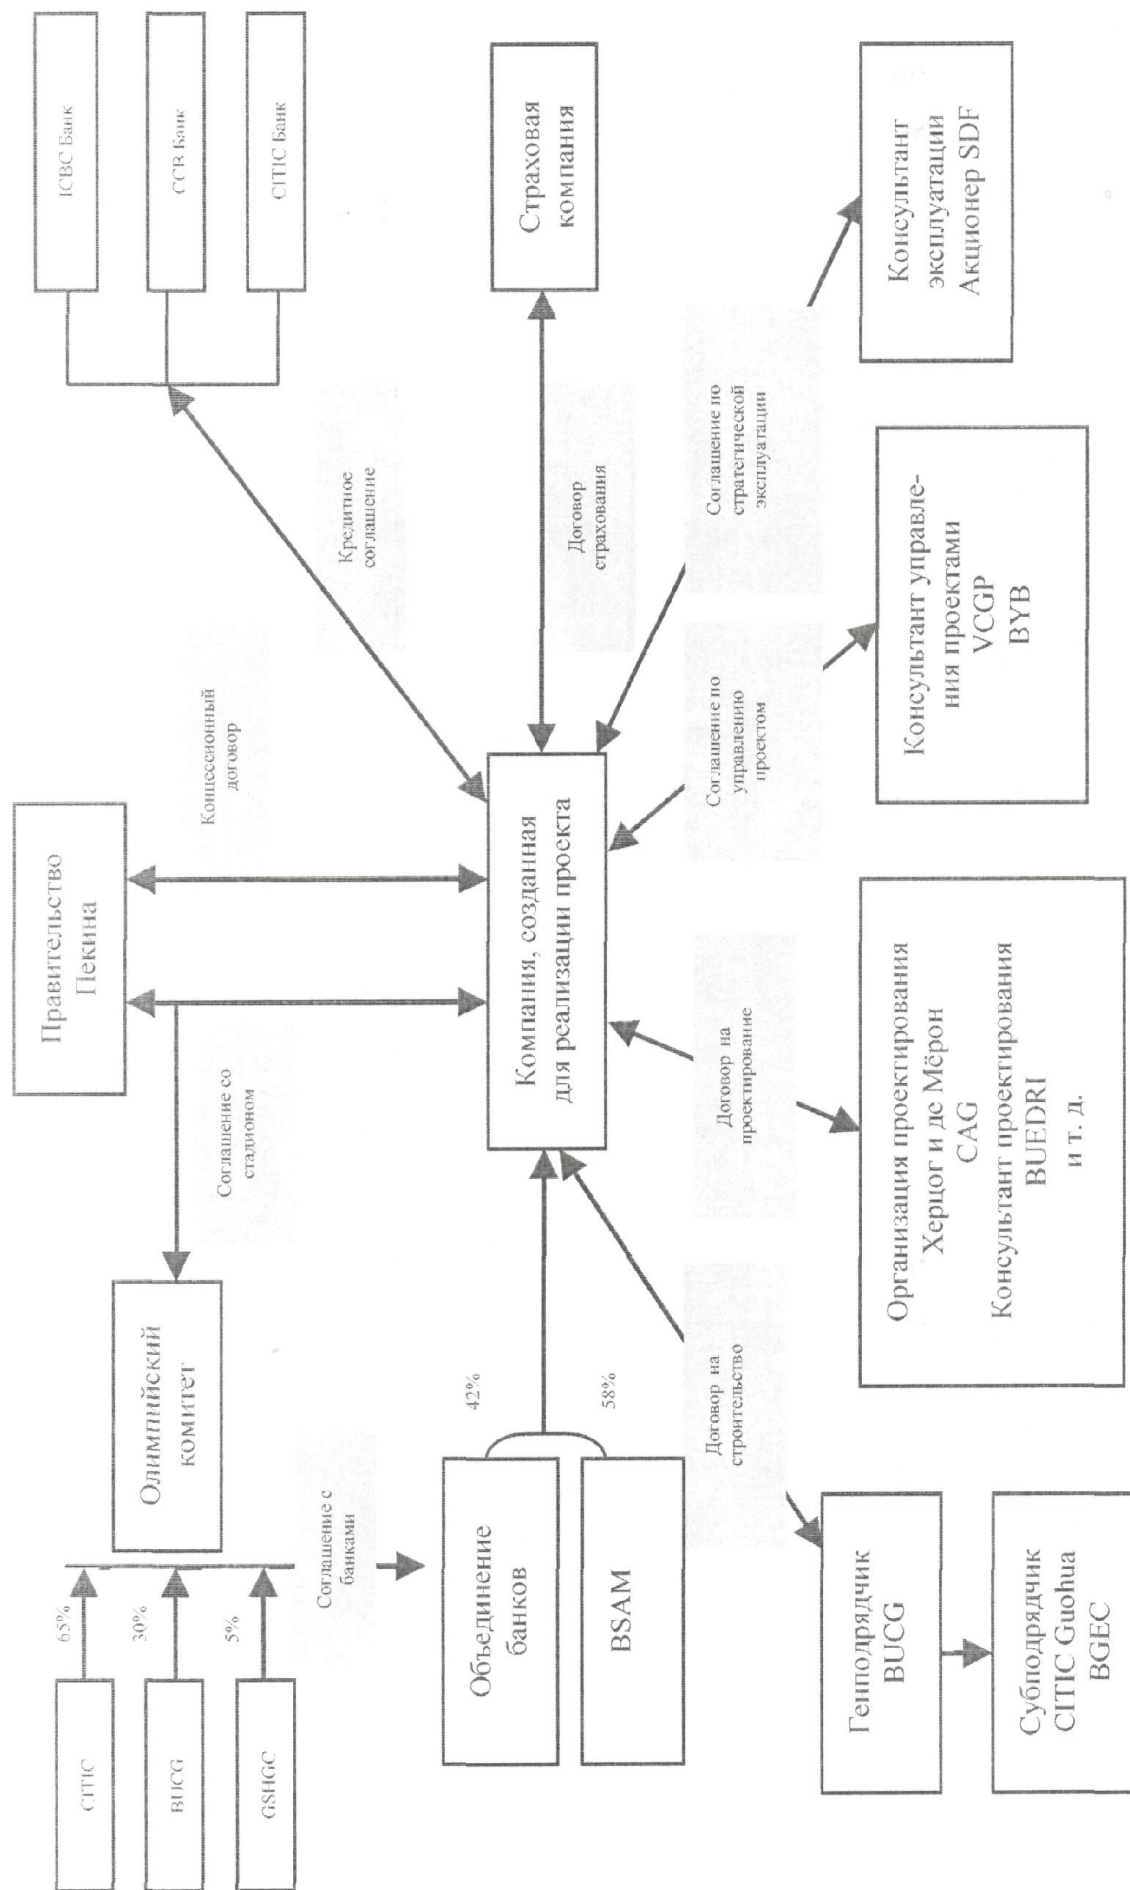 CITIC
BUCG
GSHGC
65%
30%
5%
Олимпийский
комитет
Правительство
Пекина
ICBC Банк
CCB Банк
CITIC Банк
Соглашение со
стадионом
Концессионный
договор
Соглашение с
банками
Кредитное
соглашение
Объединение
банков
BSAM
42%
58%
Компания, созданная
для реализации проекта
Договор
страхования
Страховая
компания
Договор на
строительство
Договор на
проектирование
Соглашение по
управлению
проектом
Соглашение по
стратегической
эксплуатации
Генподрядчик
BUCG
Субподрядчик
CITIC Guohua
BGEC
Организация проектирования
Херцог и де Мёрон
CAG
Консультант проектирования
BUEDRI
и т. д.
Консультант управле-
ния проектами
VCGP
BYB
Консультант
эксплуатации
Акционер SDF